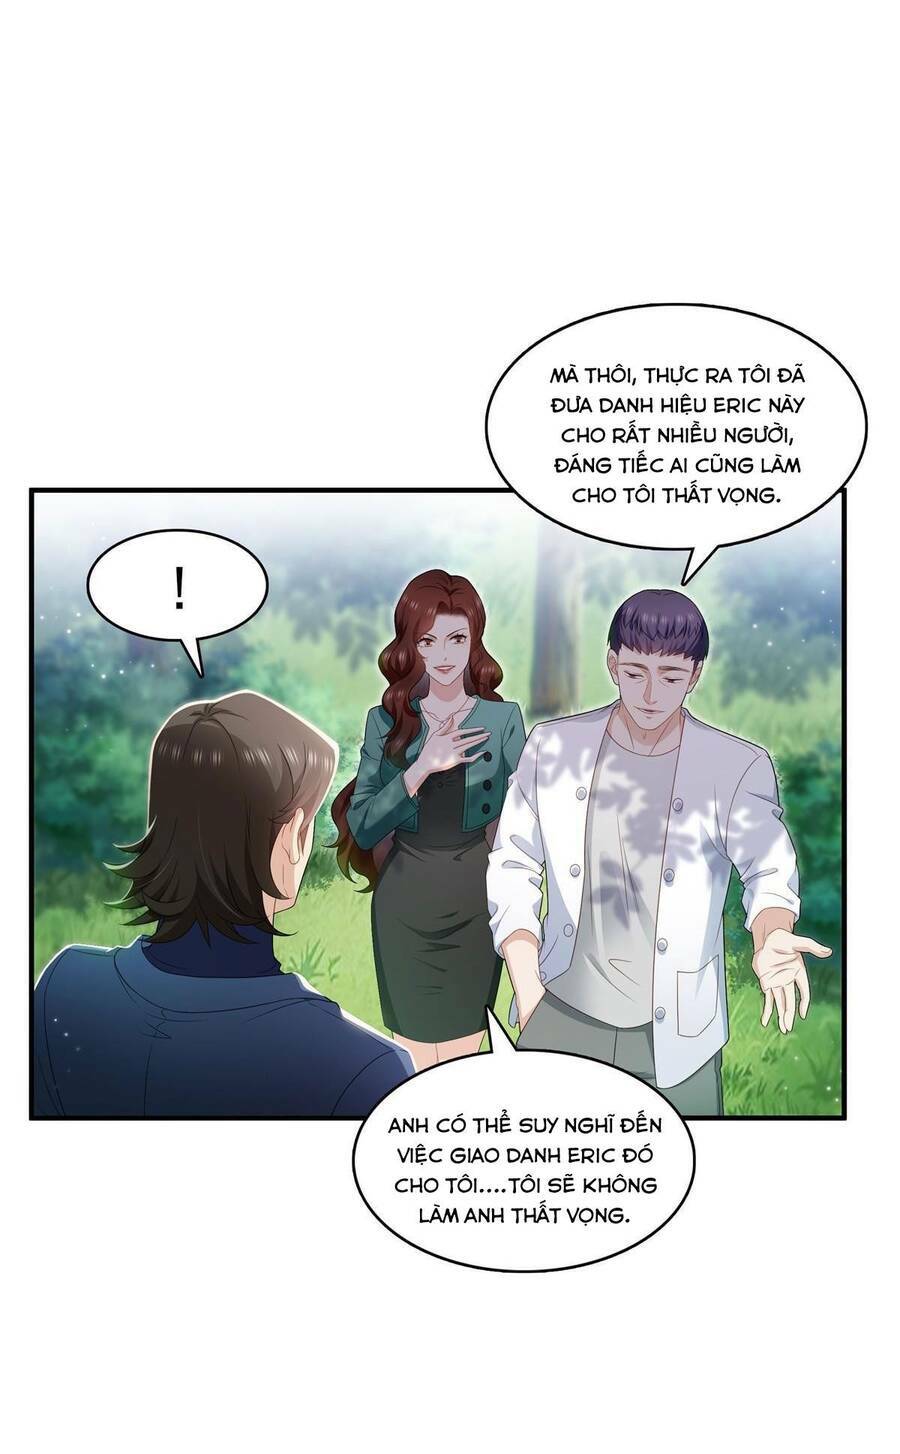 MÀ THÔI, THỰC RA TÔI ĐÃ
ĐƯA DANH HIỆU ERIC NÀY
CHO RẤT NHIỀU NGƯỜI,
ĐÁNG TIẾC AI CŨNG LÀM
CHO TÔI THẤT VỌNG.
!
ANH CÓ THỂ SUY NGHĨ ĐẾN
VIỆC GIAO DANH ERIC ĐÓ
CHO TÔI....TÔI SẼ KHÔNG
LÀM ANH THẤT VỌNG.